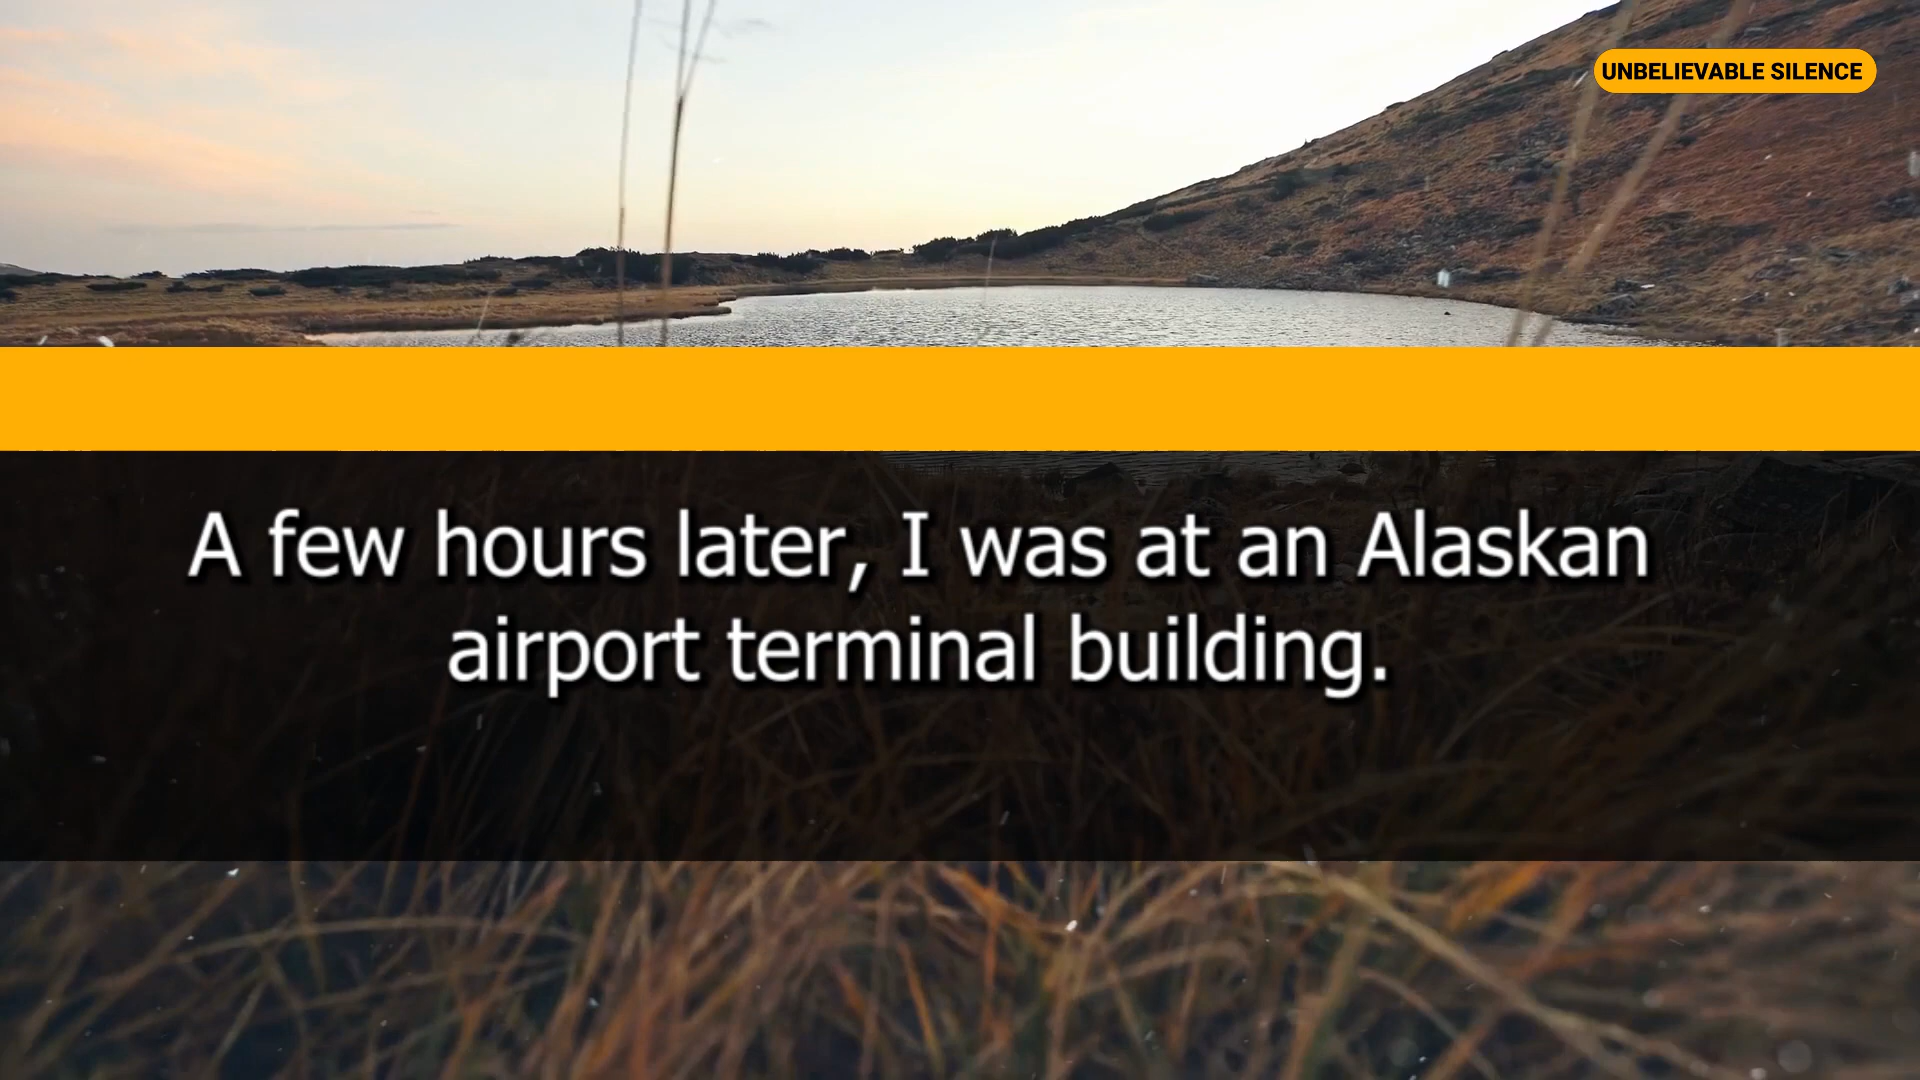 UNBELIEVABLE SILENCE
A few hours later, I was at an Alaskan
airport terminal building.